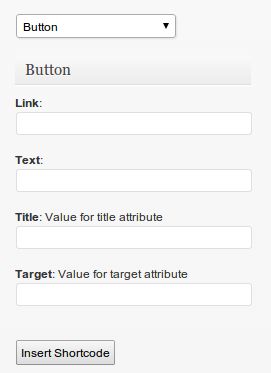 Button
Button
Link:
Text:
Title: Value for title attribute
Target: Value for target attribute
Insert Shortcode